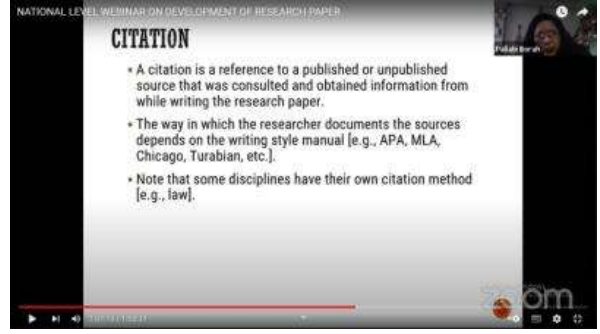 NATIONAL LEVEL WEBINAR ON DEVELOPMENT OF RESEARCH PAPER
CITATION
▪ A citation is a reference to a published or unpublished
source that was consulted and obtained information from
while writing the research paper.
▪ The way in which the researcher documents the sources
depends on the writing style manual [e.g., APA, MLA,
Chicago, Turabian, etc.].
▪ Note that some disciplines have their own citation method
[e.g., law].
zoom